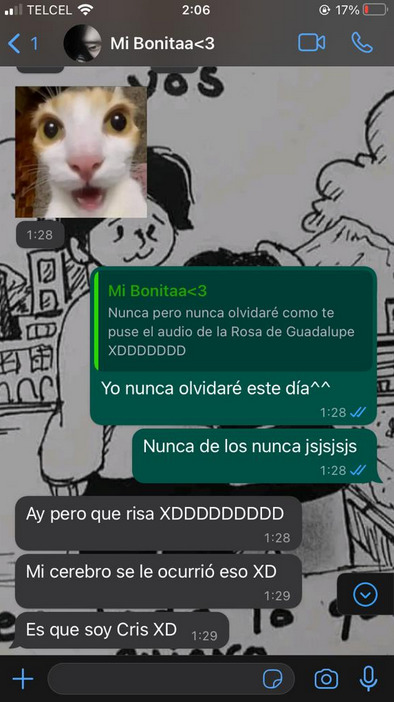 TELCEL 2:06 17%
1 Mi Bonitaa<3
JOS
1:28
Mi Bonitaa<3
Nunca pero nunca olvidaré como te
puse el audio de la Rosa de Guadalupe
XDDDDDDD
Yo nunca olvidaré este día^^
1:28
Nunca de los nunca jsjsjsjs
1:28
Ay pero que risa XDDDDDDDDD
1:28
Mi cerebro se le ocurrió eso XD
1:29
Es que soy Cris XD 1:29